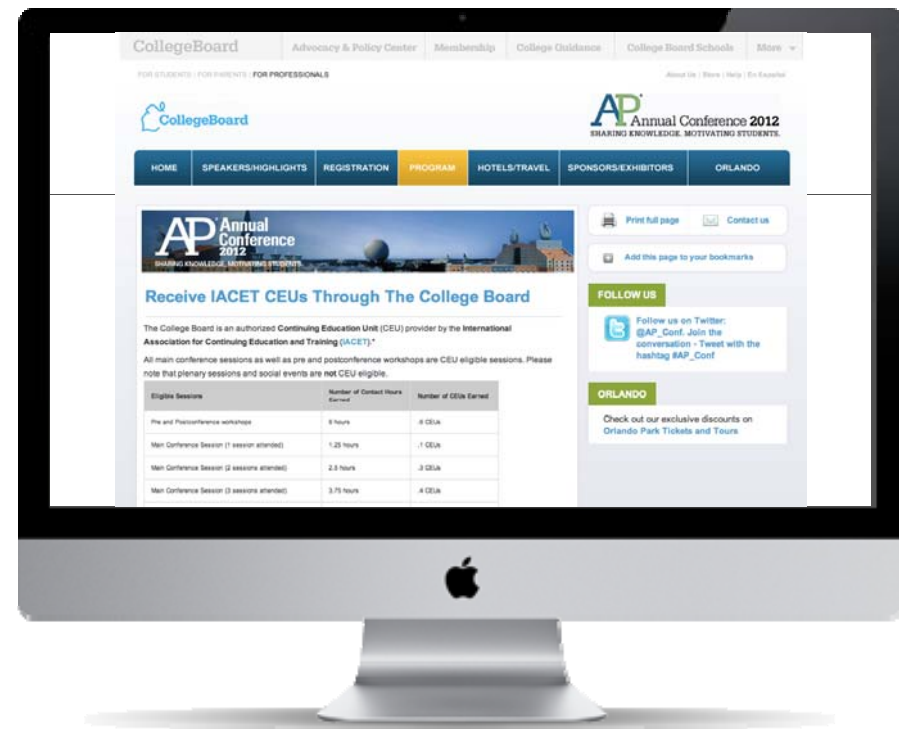 CollegeBoard Advocacy & Policy Center Membership College Guidance College Board Schools More
FOR STUDENTS | FOR PARENTS | FOR PROFESSIONALS About Us | Store | Help | En Español
CollegeBoard
AP Annual Conference 2012
SHARING KNOWLEDGE. MOTIVATING STUDENTS.
HOME SPEAKERS/HIGHLIGHTS REGISTRATION PROGRAM HOTELS/TRAVEL SPONSORS/EXHIBITORS ORLANDO
AP Annual
Conference
2012
SHARING KNOWLEDGE. MOTIVATING STUDENTS.
Print full page Contact us
Add this page to your bookmarks
Receive IACET CEUs Through The College Board
The College Board is an authorized Continuing Education Unit (CEU) provider by the International
Association for Continuing Education and Training (IACET).*
All main conference sessions as well as pre and postconference workshops are CEU eligible sessions. Please
note that plenary sessions and social events are not CEU eligible.
Eligible Sessions Number of Contact Hours Earned Number of CEUs Earned
Pre and Postconference workshops 6 hours .6 CEUs
Main Conference Session (1 session attended) 1.25 hours .1 CEUs
Main Conference Session (2 sessions attended) 2.5 hours .3 CEUs
Main Conference Session (3 sessions attended) 3.75 hours .4 CEUs
FOLLOW US
Follow us on Twitter:
@AP_Conf. Join the
conversation - Tweet with the
hashtag #AP_Conf
ORLANDO
Check out our exclusive discounts on
Orlando Park Tickets and Tours